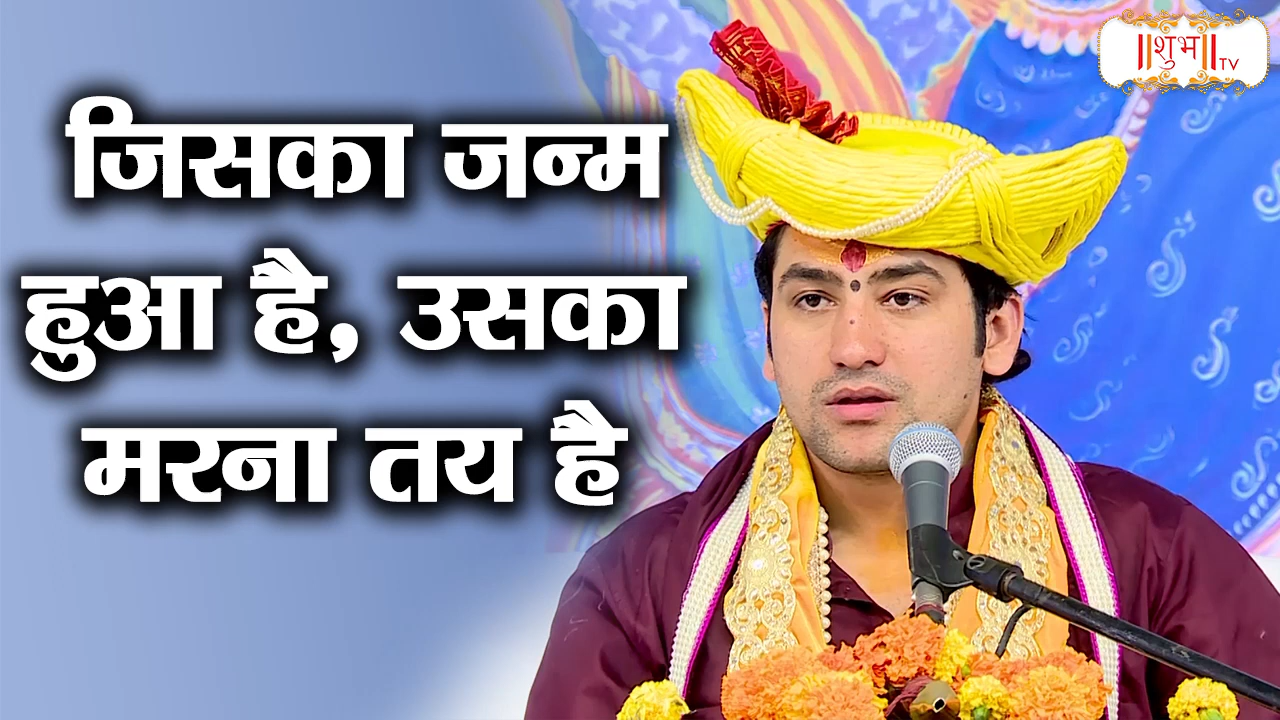 जिसका जन्म
हुआ है, उसका
मरना तय है
॥शुभ॥TV